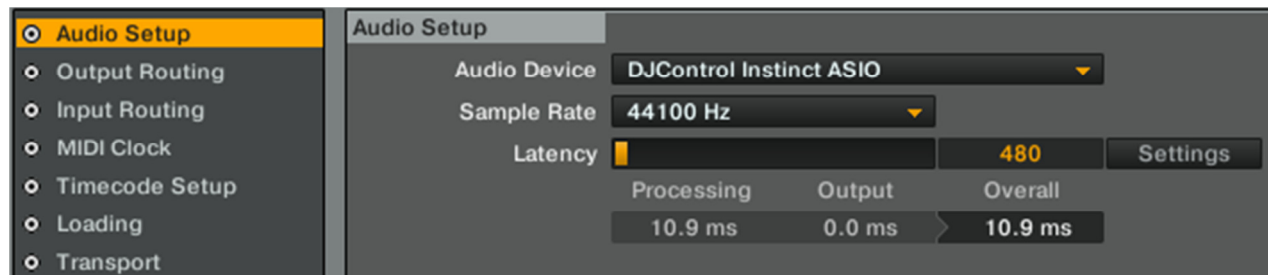 Audio Setup
Output Routing
Input Routing
MIDI Clock
Timecode Setup
Loading
Transport
Audio Setup
Audio Device DJControl Instinct ASIO
Sample Rate 44100 Hz
Latency 480 Settings
Processing Output Overall
10.9 ms 0.0 ms 10.9 ms